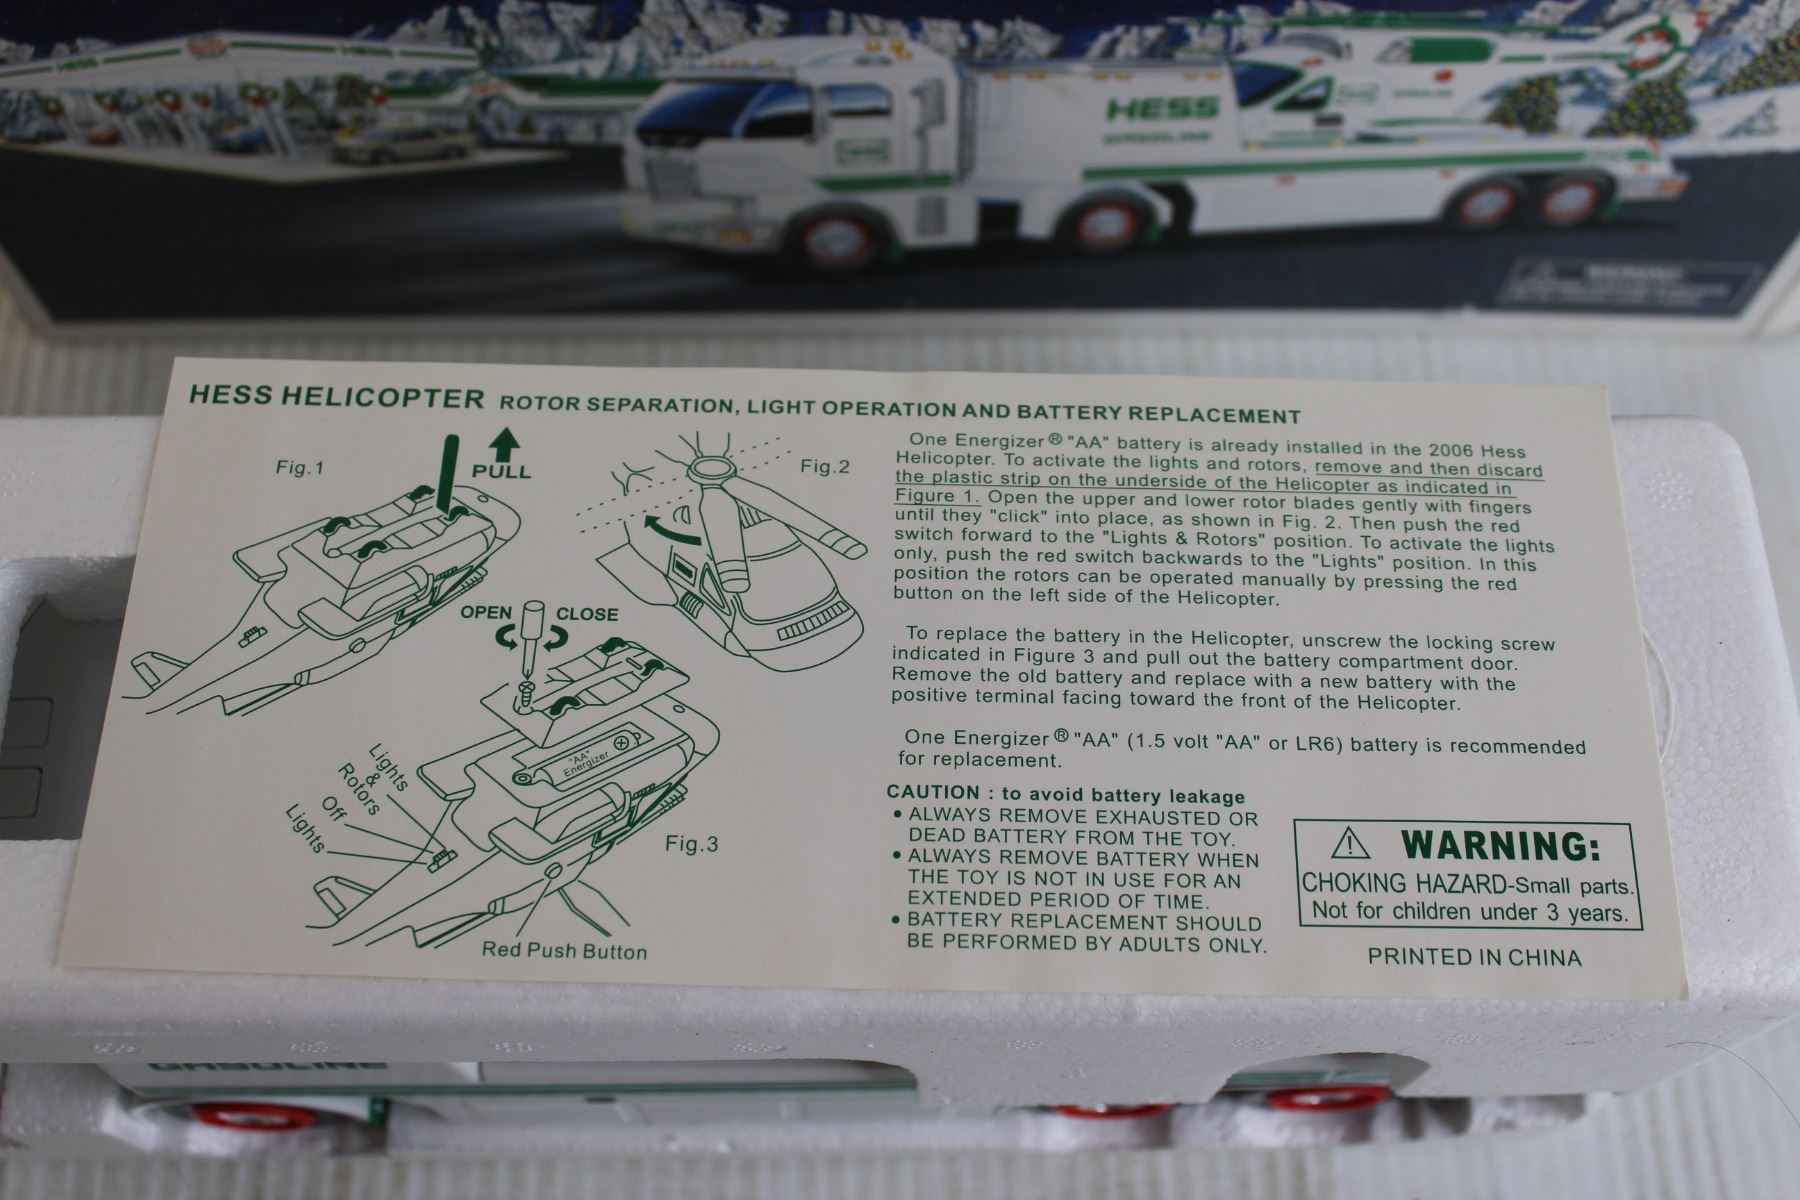 HESS
HESS
HESS
GASOLINE
HESS HELICOPTER ROTOR SEPARATION, LIGHT OPERATION AND BATTERY REPLACEMENT
Fig.1
PULL
Fig.2
OPEN CLOSE
"AA"
Energizer
Lights
&
Rotors
Off
Lights
Fig.3
Red Push Button
One Energizer® "AA" battery is already installed in the 2006 Hess
Helicopter. To activate the lights and rotors, remove and then discard
the plastic strip on the underside of the Helicopter as indicated in
Figure 1. Open the upper and lower rotor blades gently with fingers
until they "click" into place, as shown in Fig. 2. Then push the red
switch forward to the "Lights & Rotors" position. To activate the lights
only, push the red switch backwards to the "Lights" position. In this
position the rotors can be operated manually by pressing the red
button on the left side of the Helicopter.
To replace the battery in the Helicopter, unscrew the locking screw
indicated in Figure 3 and pull out the battery compartment door.
Remove the old battery and replace with a new battery with the
positive terminal facing toward the front of the Helicopter.
One Energizer® "AA" (1.5 volt "AA" or LR6) battery is recommended
for replacement.
CAUTION : to avoid battery leakage
• ALWAYS REMOVE EXHAUSTED OR
DEAD BATTERY FROM THE TOY.
• ALWAYS REMOVE BATTERY WHEN
THE TOY IS NOT IN USE FOR AN
EXTENDED PERIOD OF TIME.
• BATTERY REPLACEMENT SHOULD
BE PERFORMED BY ADULTS ONLY.
⚠ WARNING:
CHOKING HAZARD-Small parts.
Not for children under 3 years.
PRINTED IN CHINA
GASOLINE